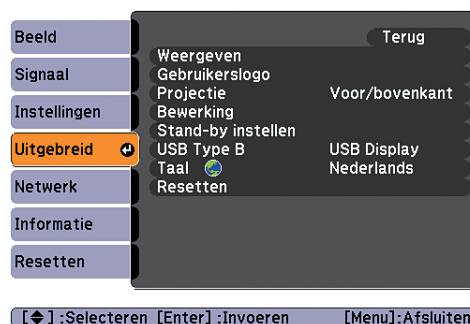 Beeld
Signaal
Instellingen
Uitgebreid
Netwerk
Informatie
Resetten
Terug
Weergeven
Gebruikerslogo
Projectie Voor/bovenkant
Bewerking
Stand-by instellen
USB Type B USB Display
Taal Nederlands
Resetten
[◆] :Selecteren [Enter] :Invoeren [Menu]:Afsluiten